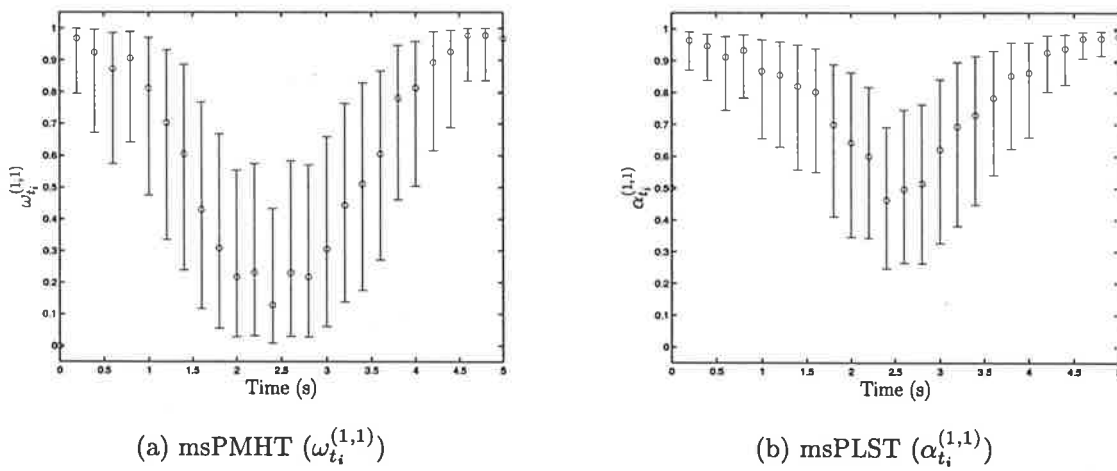 1
0.9
0.8
0.7
0.6
0.5
0.4
0.3
0.2
0.1
0
ω_{t_i}^{(1,1)}
0 0.5 1 1.5 2 2.5 3 3.5 4 4.5 5
Time (s)
(a) msPMHT (ω_{t_i}^{(1,1)})
1
0.9
0.8
0.7
0.6
0.5
0.4
0.3
0.2
0.1
0
α_{t_i}^{(1,1)}
0 0.5 1 1.5 2 2.5 3 3.5 4 4.5
Time (s)
(b) msPLST (α_{t_i}^{(1,1)})